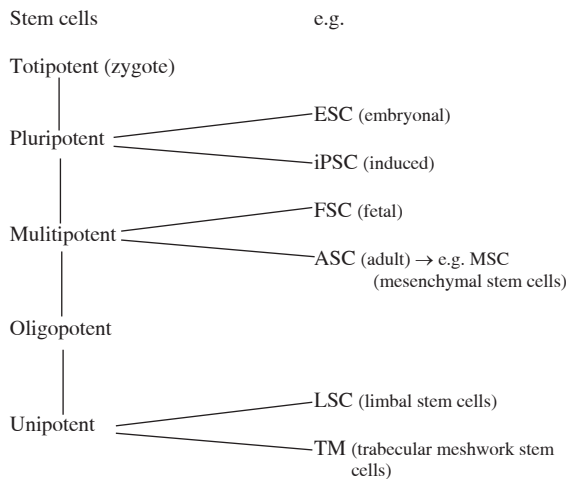 Stem cells e.g.
Totipotent (zygote)
ESC (embryonal)
Pluripotent
iPSC (induced)
FSC (fetal)
Mulitipotent
ASC (adult) → e.g. MSC
(mesenchymal stem cells)
Oligopotent
LSC (limbal stem cells)
Unipotent
TM (trabecular meshwork stem
cells)